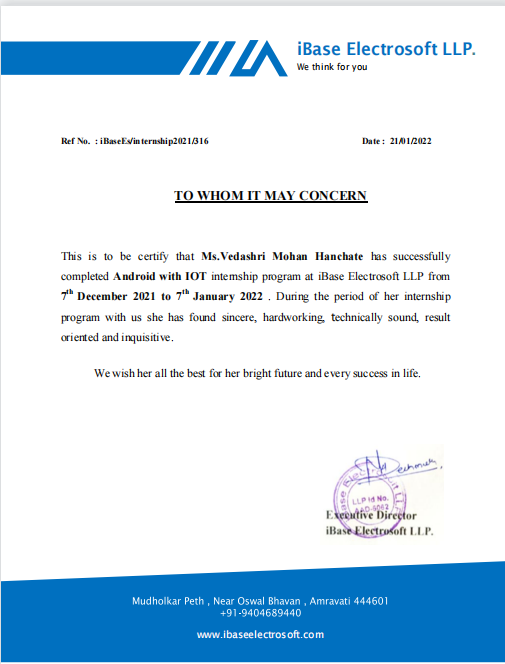 iBase Electrosoft LLP.
We think for you
Ref No. : iBaseEs/internship2021/316 Date : 21/01/2022
TO WHOM IT MAY CONCERN
This is to be certify that Ms.Vedashri Mohan Hanchate has successfully
completed Android with IOT internship program at iBase Electrosoft LLP from
7th December 2021 to 7th January 2022 . During the period of her internship
program with us she has found sincere, hardworking, technically sound, result
oriented and inquisitive.
We wish her all the best for her bright future and every success in life.
LLP Id No.
Executive Director
iBase Electrosoft LLP.
Mudholkar Peth , Near Oswal Bhavan , Amravati 444601
+91-9404689440
www.ibaseelectrosoft.com